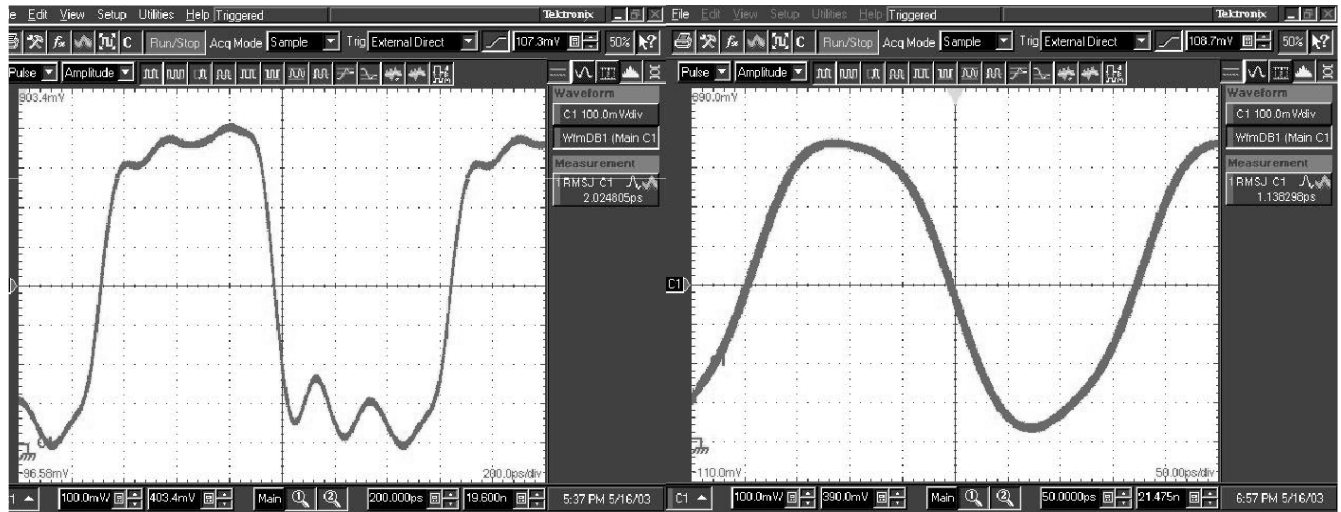 e Edit View Setup Utilities Help Triggered Tektronix
Run/Stop Acq Mode Sample Trig External Direct 107.3mV 50%
Pulse Amplitude
903.4mV
Waveform
C1 100.0mV/div
WfmDB1 (Main C1
Measurement
1 RMSJ C1
2.024605ps
-96.58mV
200.0ps/div
100.0mV/ 403.4mV Main 200.000ps 19.600n 5:37 PM 5/16/03
File Edit View Setup Utilities Help Triggered Tektronix
C Run/Stop Acq Mode Sample Trig External Direct 108.7mV 50%
Pulse Amplitude
890.0mV
Waveform
C1 100.0mV/div
WfmDB1 (Main C1
Measurement
1 RMSJ C1
1.138298ps
C1
-110.0mV
50.00ps/div
C1 100.0mV/ 390.0mV Main 50.0000ps 21.475n 6:57 PM 5/16/03